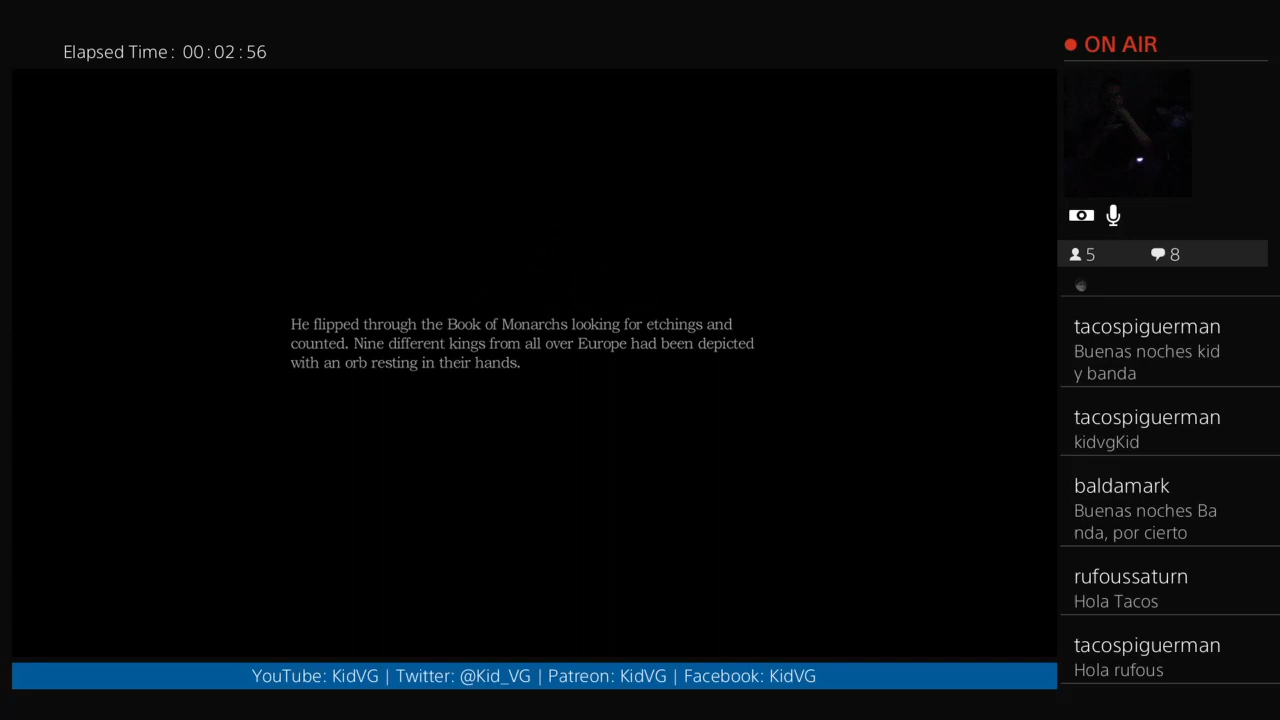 Elapsed Time: 00:02:56
ON AIR
5 8
He flipped through the Book of Monarchs looking for etchings and
counted. Nine different kings from all over Europe had been depicted
with an orb resting in their hands.
tacospiguerman
Buenas noches kid
y banda
tacospiguerman
kidvgKid
baldamark
Buenas noches Ba
nda, por cierto
rufoussaturn
Hola Tacos
tacospiguerman
Hola rufous
YouTube: KidVG | Twitter: @Kid_VG | Patreon: KidVG | Facebook: KidVG